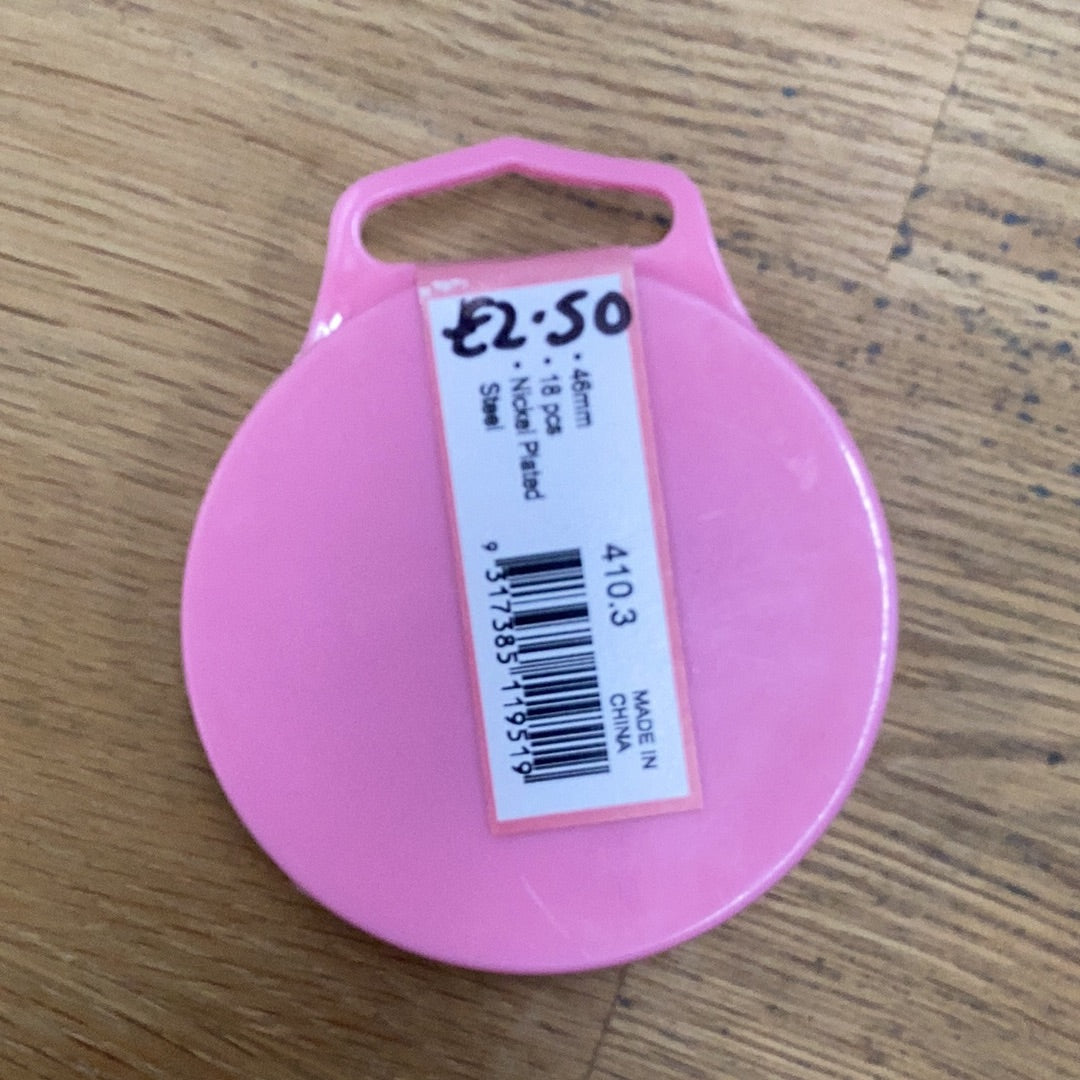 £2.50
• 46mm
• 18 pcs
• Nickel Plated
Steel
410.3
MADE IN
CHINA
9 317385 119519